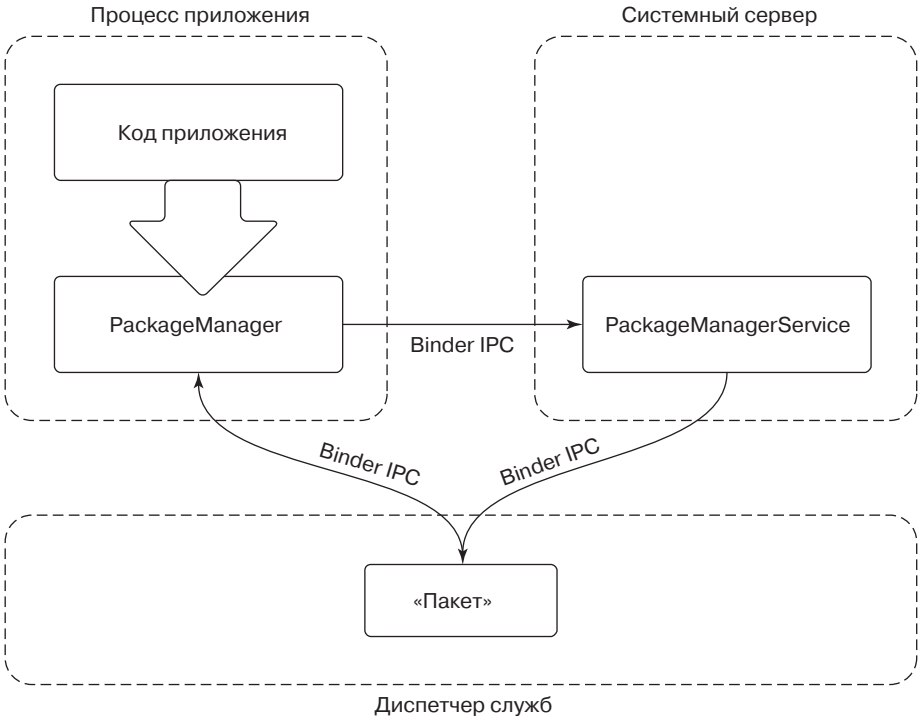 Процесс приложения
Системный сервер
Код приложения
PackageManager
Binder IPC
PackageManagerService
Binder IPC
Binder IPC
«Пакет»
Диспетчер служб